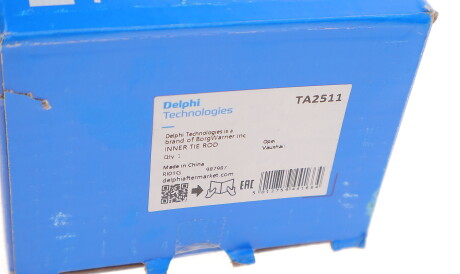 Delphi
Technologies
TA2511
Delphi Technologies is a
brand of BorgWarner Inc
INNER TIE ROD
Qty 1
Opel
Vauxhall
Made in China
delphiaftermarket.com
EAC